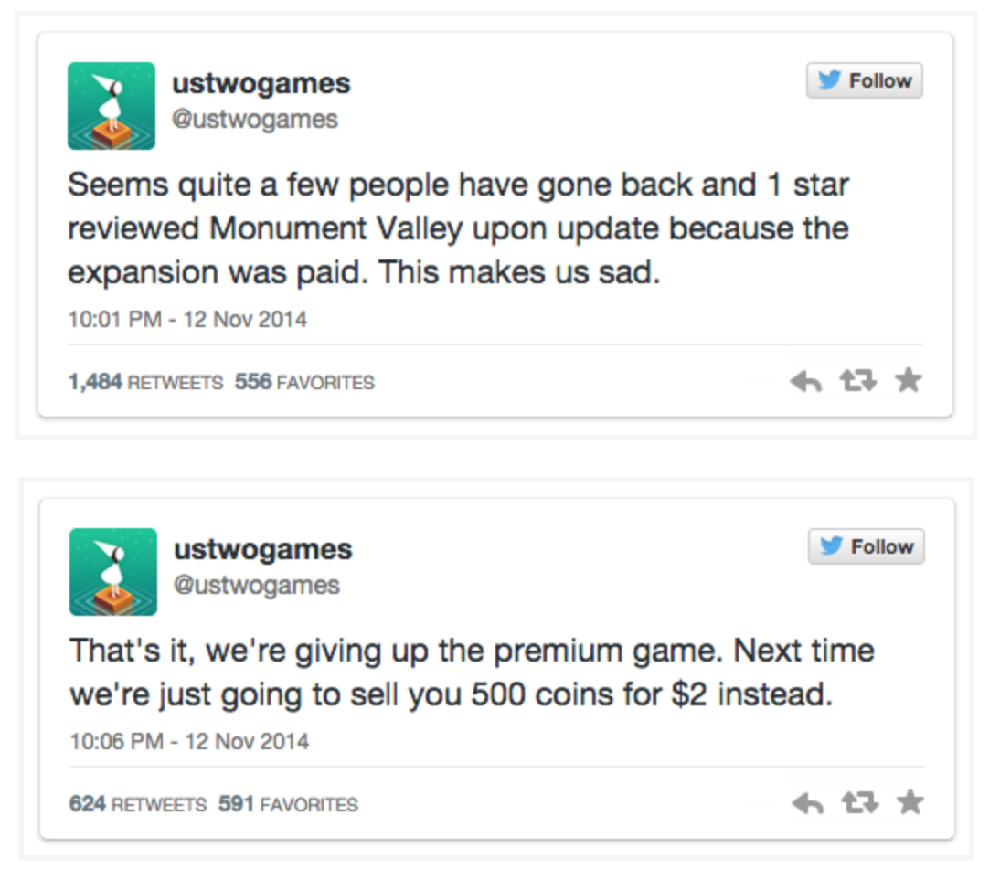 ustwogames
Follow
@ustwogames
Seems quite a few people have gone back and 1 star
reviewed Monument Valley upon update because the
expansion was paid. This makes us sad.
10:01 PM - 12 Nov 2014
1,484 RETWEETS 556 FAVORITES
ustwogames
Follow
@ustwogames
That's it, we're giving up the premium game. Next time
we're just going to sell you 500 coins for $2 instead.
10:06 PM - 12 Nov 2014
624 RETWEETS 591 FAVORITES